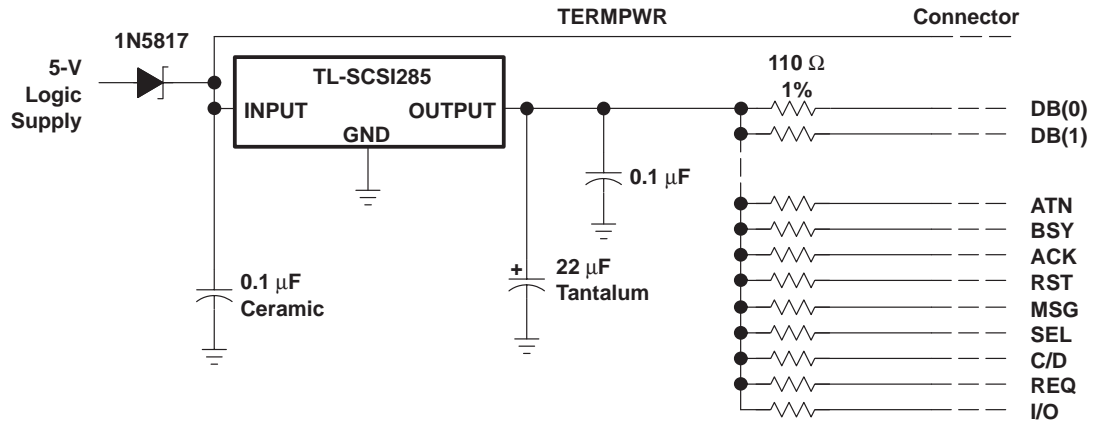 TERMPWR
Connector
1N5817
5-V
Logic
Supply
TL-SCSI285
INPUT
OUTPUT
GND
110 Ω
1%
DB(0)
DB(1)
0.1 μF
ATN
BSY
ACK
RST
MSG
SEL
C/D
REQ
I/O
0.1 μF
Ceramic
+
22 μF
Tantalum